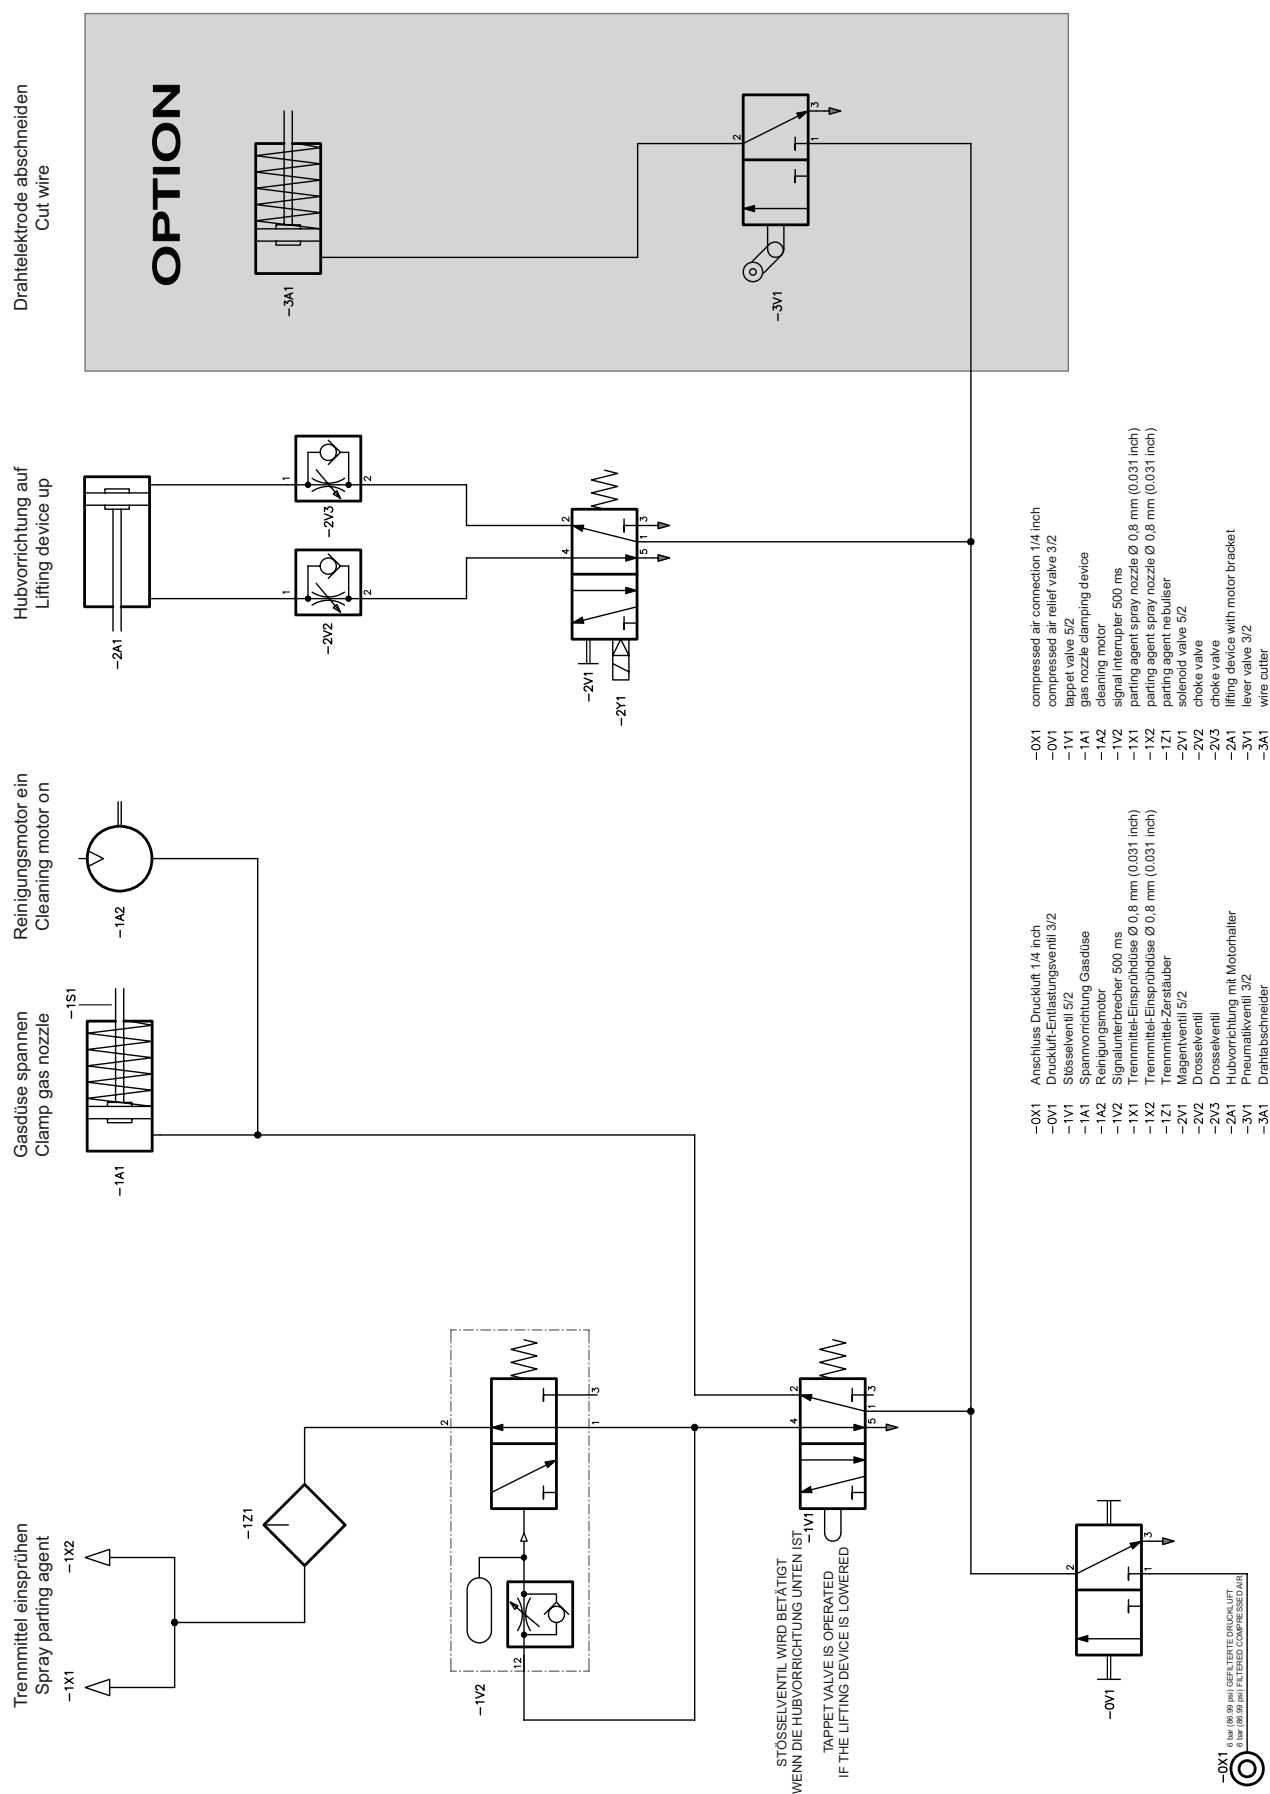 Trennmittel einsprühen
Spray parting agent
Gasdüse spannen
Clamp gas nozzle
Reinigungsmotor ein
Cleaning motor on
Hubvorrichtung auf
Lifting device up
Drahtelektrode abschneiden
Cut wire
OPTION
-1X1
-1X2
-1A1
-1S1
-1A2
-2A1
-3A1
-1Z1
-2V2
1
2
-2V3
1
2
-1V2
12
2
1
3
-2V1
-2Y1
4
2
5
1
3
-3V1
2
1
3
-1V1
4
2
5
1
3
STÖSSELVENTIL WIRD BETÄTIGT
WENN DIE HUBVORRICHTUNG UNTEN IST
TAPPET VALVE IS OPERATED
IF THE LIFTING DEVICE IS LOWERED
-0V1
2
1
3
-0X1
6 bar (86.99 psi) GEFILTERTE DRUCKLUFT
6 bar (86.99 psi) FILTERED COMPRESSED AIR
-0X1 Anschluss Druckluft 1/4 inch
-0V1 Druckluft-Entlastungsventil 3/2
-1V1 Stösselventil 5/2
-1A1 Spannvorrichtung Gasdüse
-1A2 Reinigungsmotor
-1V2 Signalunterbrecher 500 ms
-1X1 Trennmittel-Einsprühdüse Ø 0,8 mm (0.031 inch)
-1X2 Trennmittel-Einsprühdüse Ø 0,8 mm (0.031 inch)
-1Z1 Trennmittel-Zerstäuber
-2V1 Magentventil 5/2
-2V2 Drosselventil
-2V3 Drosselventil
-2A1 Hubvorrichtung mit Motorhalter
-3V1 Pneumatikventil 3/2
-3A1 Drahtabschneider
-0X1 compressed air connection 1/4 inch
-0V1 compressed air relief valve 3/2
-1V1 tappet valve 5/2
-1A1 gas nozzle clamping device
-1A2 cleaning motor
-1V2 signal interrupter 500 ms
-1X1 parting agent spray nozzle Ø 0,8 mm (0.031 inch)
-1X2 parting agent spray nozzle Ø 0,8 mm (0.031 inch)
-1Z1 parting agent nebuliser
-2V1 solenoid valve 5/2
-2V2 choke valve
-2V3 choke valve
-2A1 lifting device with motor bracket
-3V1 lever valve 3/2
-3A1 wire cutter